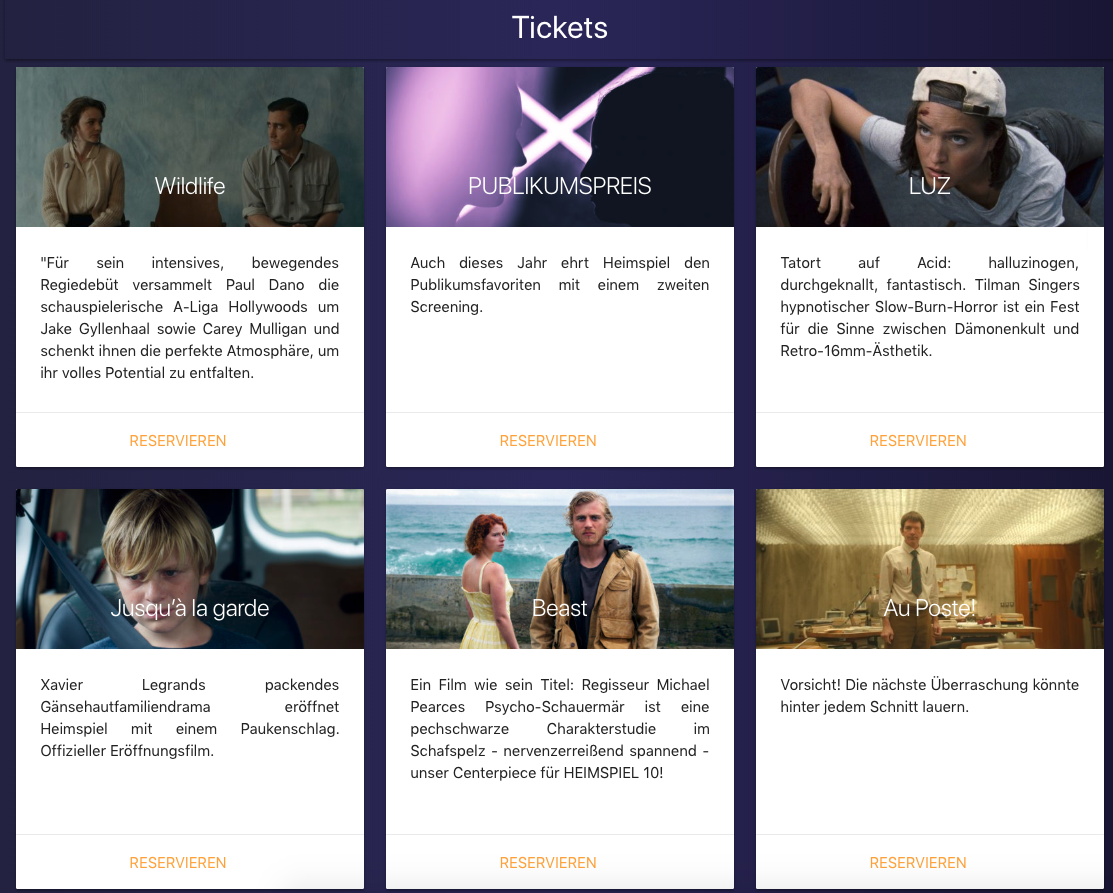 Tickets
Wildlife
"Für sein intensives, bewegendes
Regiedebüt versammelt Paul Dano die
schauspielerische A-Liga Hollywoods um
Jake Gyllenhaal sowie Carey Mulligan und
schenkt ihnen die perfekte Atmosphäre, um
ihr volles Potential zu entfalten.
RESERVIEREN
PUBLIKUMSPREIS
Auch dieses Jahr ehrt Heimspiel den
Publikumsfavoriten mit einem zweiten
Screening.
RESERVIEREN
LUZ
Tatort auf Acid: halluzinogen,
durchgeknallt, fantastisch. Tilman Singers
hypnotischer Slow-Burn-Horror ist ein Fest
für die Sinne zwischen Dämonenkult und
Retro-16mm-Ästhetik.
RESERVIEREN
Jusqu’à la garde
Xavier Legrands packendes
Gänsehautfamiliendrama eröffnet
Heimspiel mit einem Paukenschlag.
Offizieller Eröffnungsfilm.
RESERVIEREN
Beast
Ein Film wie sein Titel: Regisseur Michael
Pearces Psycho-Schauermär ist eine
pechschwarze Charakterstudie im
Schafspelz - nervenzerreißend spannend -
unser Centerpiece für HEIMSPIEL 10!
RESERVIEREN
Au Poste!
Vorsicht! Die nächste Überraschung könnte
hinter jedem Schnitt lauern.
RESERVIEREN